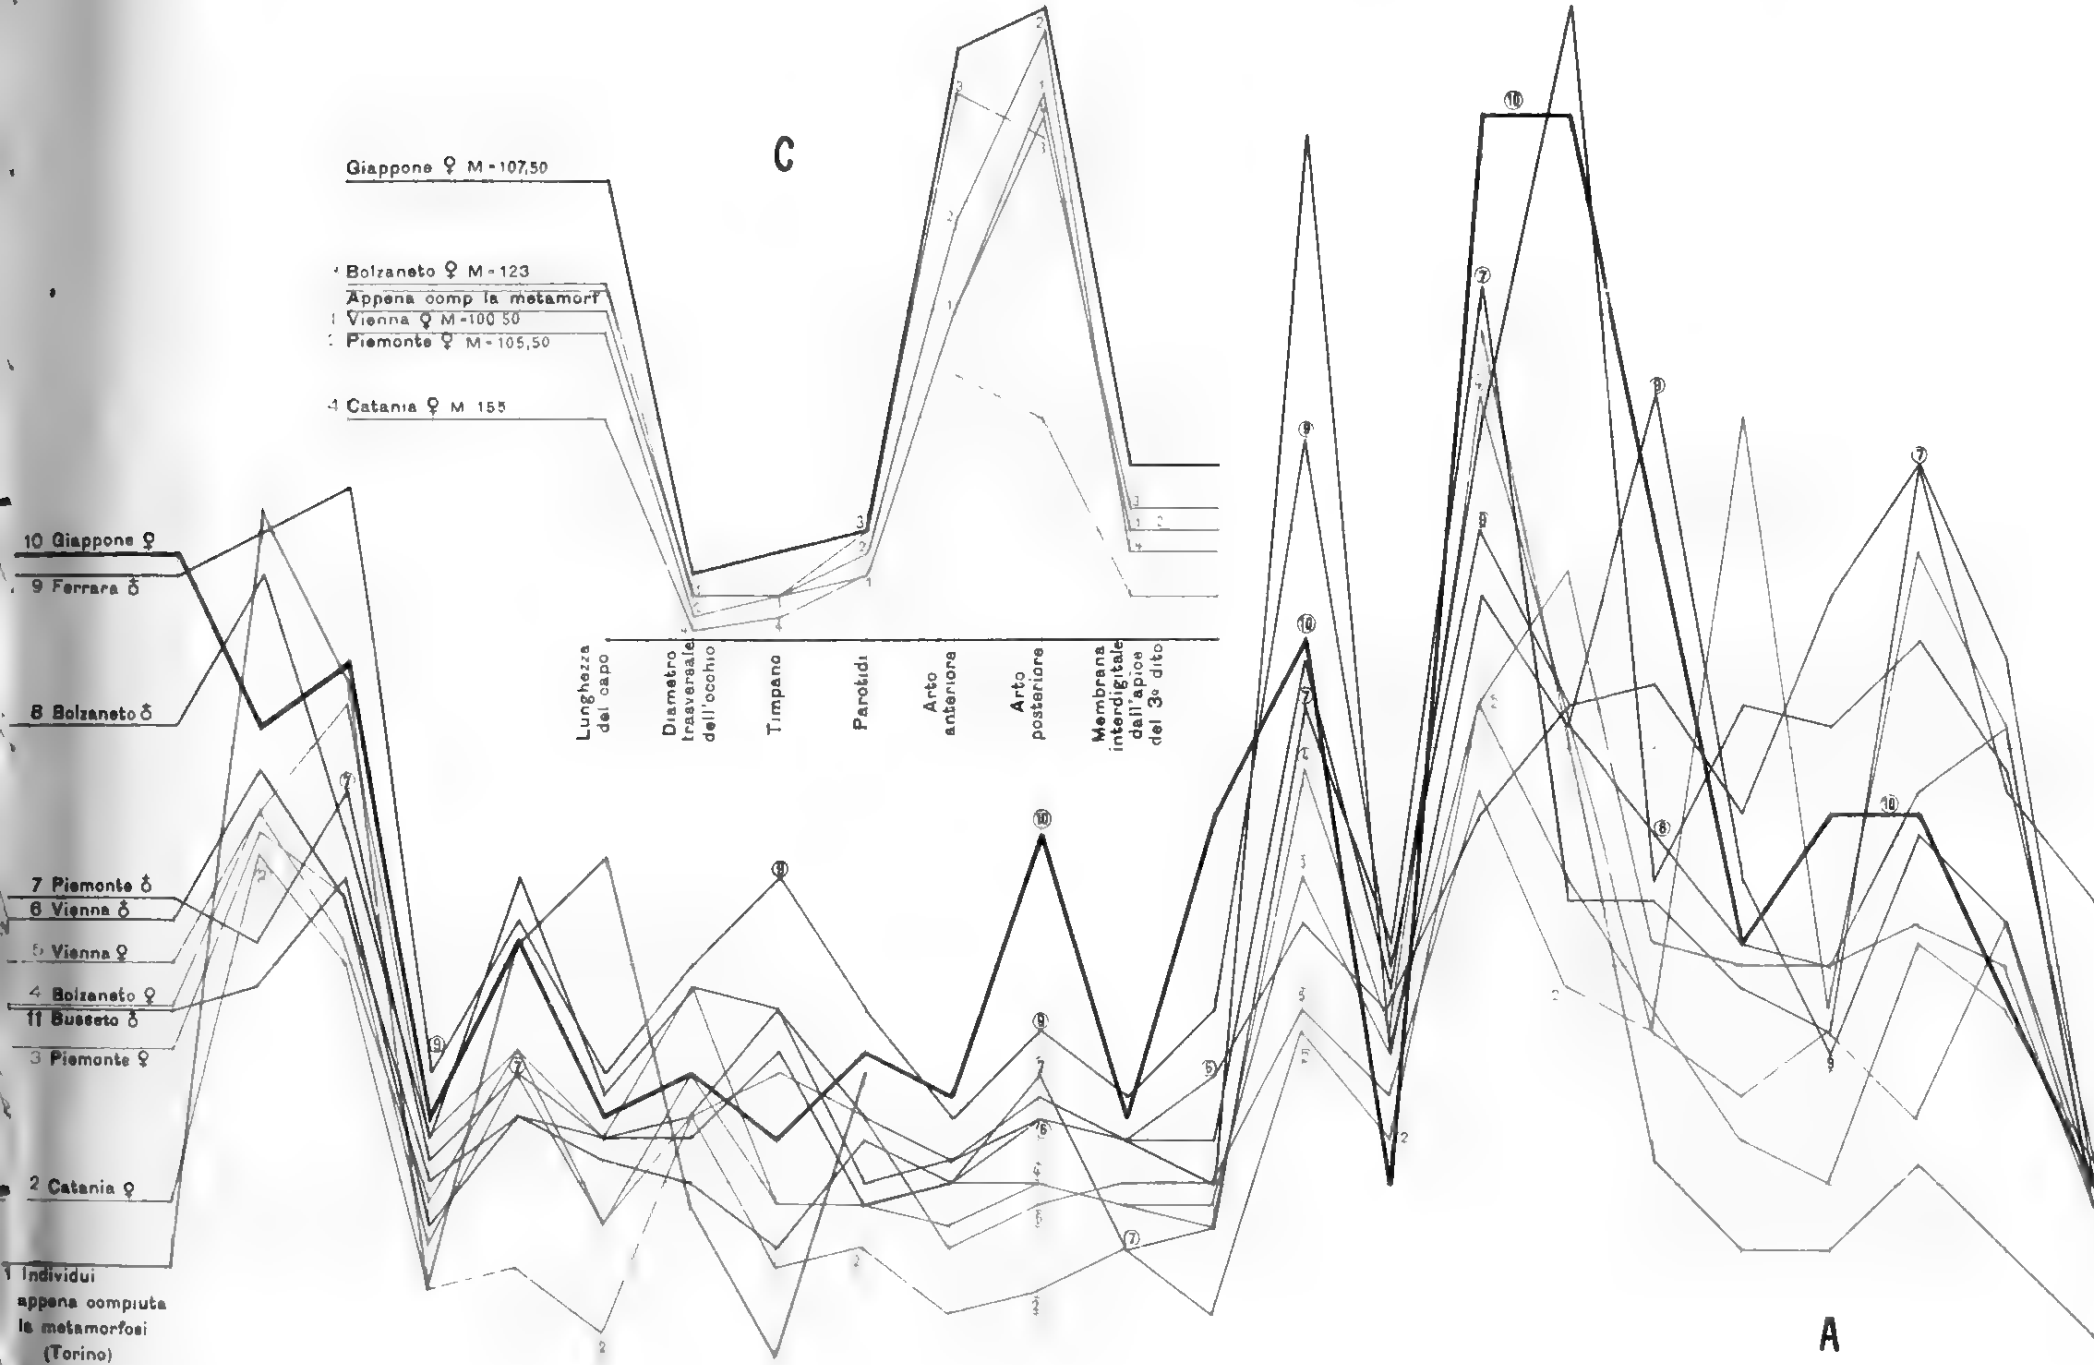 C
Giappone ♀ M - 107,50
Bolzaneto ♀ M - 123
Appena comp la metamorf
1 Vienna ♀ M - 100 50
Piemonte ♀ M - 105,50
4 Catania ♀ M 155
Lunghezza
del capo
Diametro
trasversale
dell'occhio
Timpano
Parotidi
Arto
anteriore
Arto
posteriore
Membrana
interdigitale
dall'apice
del 3º dito
10 Giappone ♀
9 Ferrara ♂
8 Bolzaneto ♂
7 Piemonte ♂
6 Vienna ♂
5 Vienna ♀
4 Bolzaneto ♀
11 Busseto ♂
3 Piemonte ♀
2 Catania ♀
1 Individui
appena compiuta
la metamorfosi
(Torino)
A